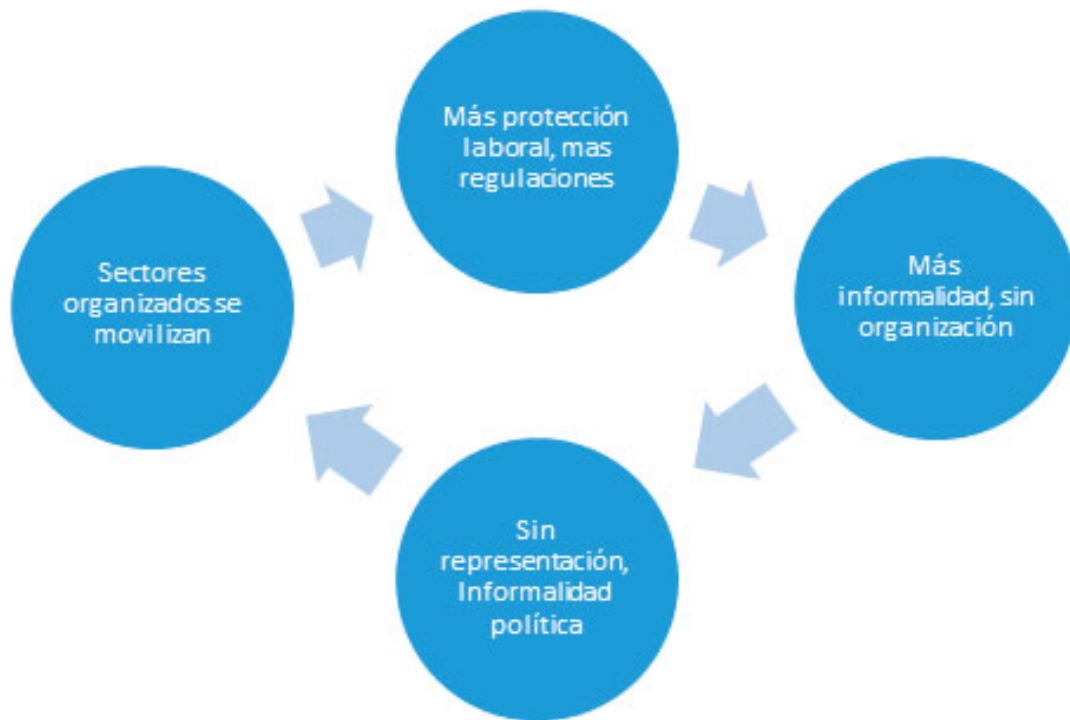 Más protección
laboral, mas
regulaciones
Más
informalidad, sin
organización
Sin
representación,
Informalidad
política
Sectores
organizados se
movilizan